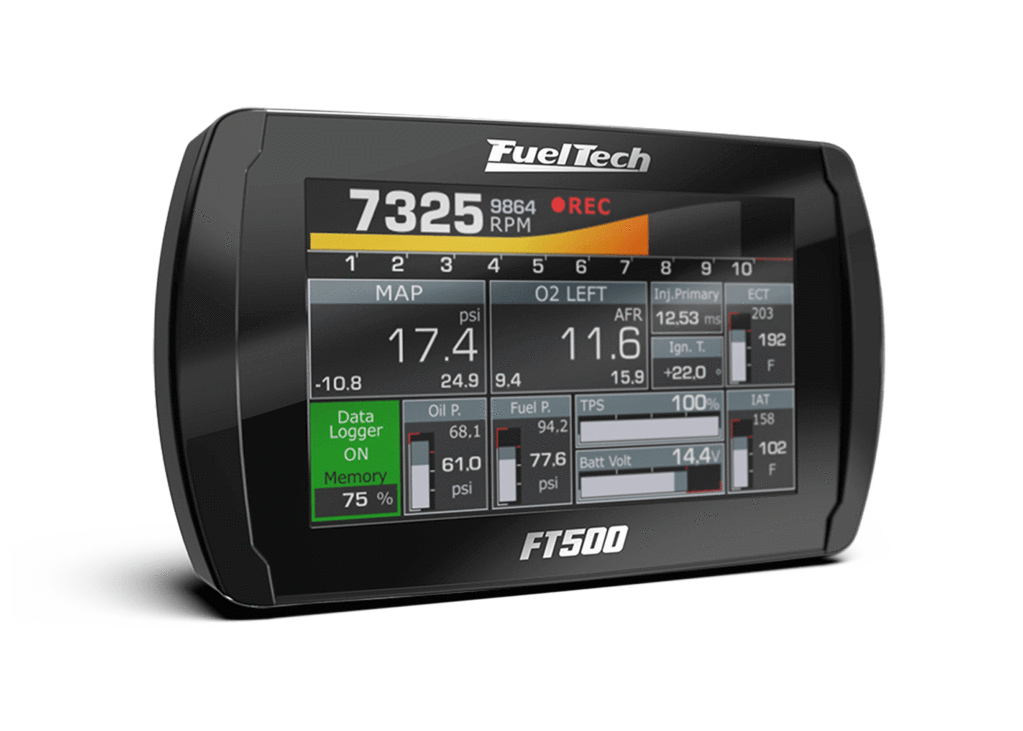 FuelTech
7325 9864 RPM REC
1 2 3 4 5 6 7 8 9 10
MAP
psi
17.4
-10.8 24.9
O2 LEFT
AFR
11.6
9.4 15.9
Inj.Primary
12,53 ms
Ign. T.
+22,0 °
ECT
203
192
F
Data
Logger
ON
Memory
75 %
Oil P.
68,1
61,0
psi
Fuel P.
94,2
77,6
psi
TPS 100%
Batt Volt 14,4V
IAT
158
102
F
FT500